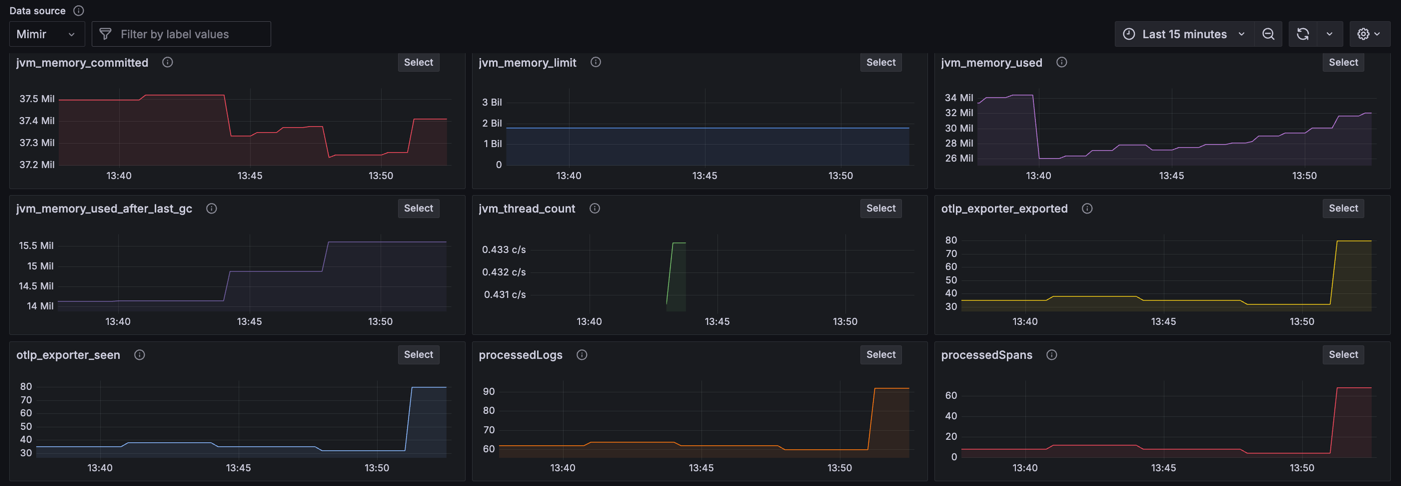 Data source
Mimir
Filter by label values
Last 15 minutes
jvm_memory_committed
Select
37.5 Mil
37.4 Mil
37.3 Mil
37.2 Mil
13:40 13:45 13:50
jvm_memory_limit
Select
3 Bil
2 Bil
1 Bil
0
13:40 13:45 13:50
jvm_memory_used
Select
34 Mil
32 Mil
30 Mil
28 Mil
26 Mil
13:40 13:45 13:50
jvm_memory_used_after_last_gc
Select
15.5 Mil
15 Mil
14.5 Mil
14 Mil
13:40 13:45 13:50
jvm_thread_count
Select
0.433 c/s
0.432 c/s
0.431 c/s
13:40 13:45 13:50
otlp_exporter_exported
Select
80
70
60
50
40
30
13:40 13:45 13:50
otlp_exporter_seen
Select
80
70
60
50
40
30
13:40 13:45 13:50
processedLogs
Select
90
80
70
60
13:40 13:45 13:50
processedSpans
Select
60
40
20
0
13:40 13:45 13:50